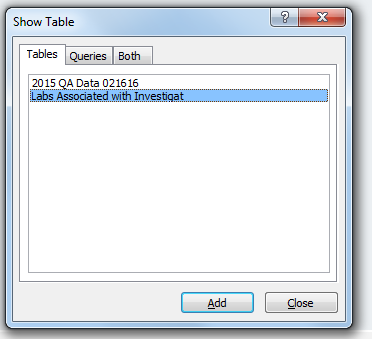 Show Table
Tables Queries Both
2015 QA Data 021616
Labs Associated with Investigat
Add Close